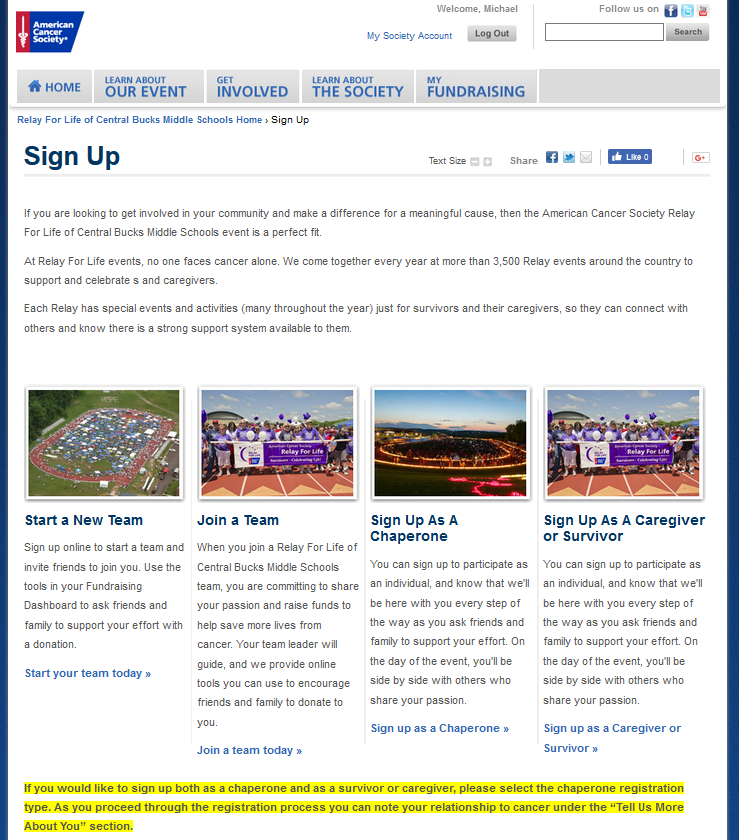 Welcome, Michael
Follow us on
American
Cancer
Society®
My Society Account
Log Out
Search
HOME
LEARN ABOUT
OUR EVENT
GET
INVOLVED
LEARN ABOUT
THE SOCIETY
MY
FUNDRAISING
Relay For Life of Central Bucks Middle Schools Home › Sign Up
Sign Up
Text Size
Share
Like 0
G+
If you are looking to get involved in your community and make a difference for a meaningful cause, then the American Cancer Society Relay
For Life of Central Bucks Middle Schools event is a perfect fit.
At Relay For Life events, no one faces cancer alone. We come together every year at more than 3,500 Relay events around the country to
support and celebrate s and caregivers.
Each Relay has special events and activities (many throughout the year) just for survivors and their caregivers, so they can connect with
others and know there is a strong support system available to them.
American Cancer Society
Relay For Life
Survivors - Celebrating Life!
American Cancer Society
Relay For Life
Survivors - Celebrating Life!
Start a New Team
Sign up online to start a team and
invite friends to join you. Use the
tools in your Fundraising
Dashboard to ask friends and
family to support your effort with
a donation.
Start your team today »
Join a Team
When you join a Relay For Life of
Central Bucks Middle Schools
team, you are committing to share
your passion and raise funds to
help save more lives from
cancer. Your team leader will
guide, and we provide online
tools you can use to encourage
friends and family to donate to
you.
Join a team today »
Sign Up As A
Chaperone
You can sign up to participate as
an individual, and know that we'll
be here with you every step of
the way as you ask friends and
family to support your effort. On
the day of the event, you'll be
side by side with others who
share your passion.
Sign up as a Chaperone »
Sign Up As A Caregiver
or Survivor
You can sign up to participate as
an individual, and know that we'll
be here with you every step of
the way as you ask friends and
family to support your effort. On
the day of the event, you'll be
side by side with others who
share your passion.
Sign up as a Caregiver or
Survivor »
If you would like to sign up both as a chaperone and as a survivor or caregiver, please select the chaperone registration
type. As you proceed through the registration process you can note your relationship to cancer under the “Tell Us More
About You” section.